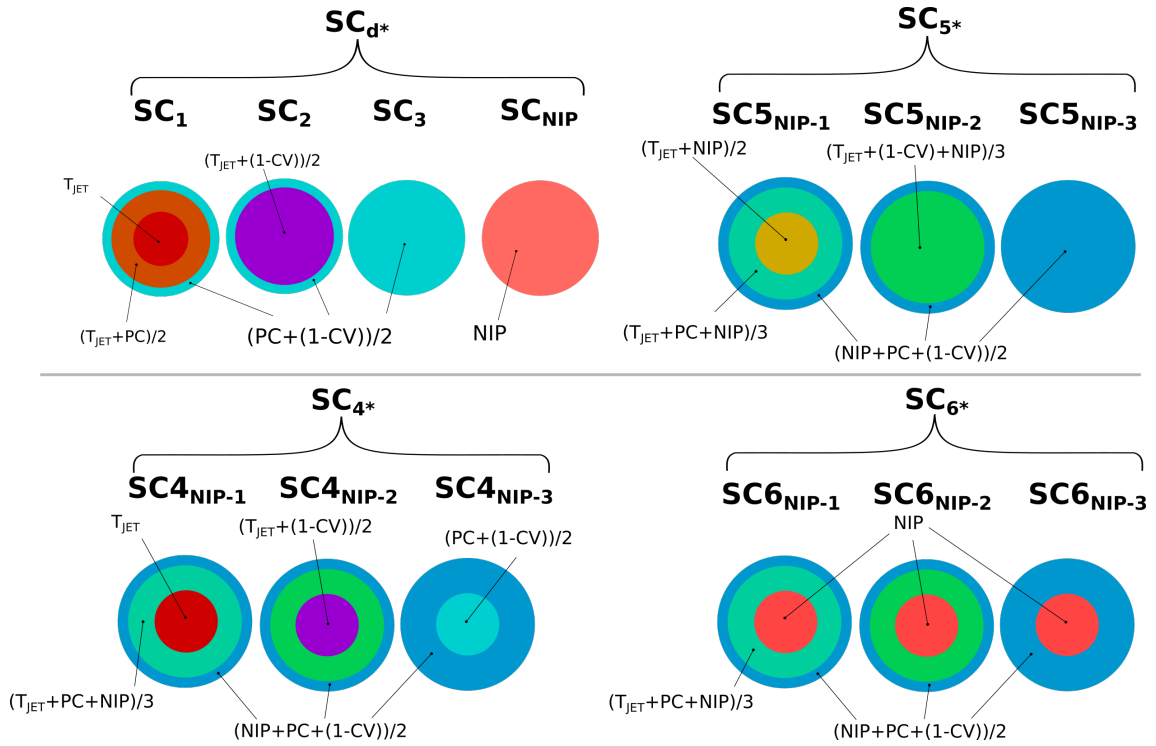 SCd*
SC1 SC2 SC3 SCNIP
(TJET+(1-CV))/2
TJET
(TJET+PC)/2
(PC+(1-CV))/2
NIP
SC5*
SC5NIP-1 SC5NIP-2 SC5NIP-3
(TJET+NIP)/2
(TJET+(1-CV)+NIP)/3
(TJET+PC+NIP)/3
(NIP+PC+(1-CV))/2
SC4*
SC4NIP-1 SC4NIP-2 SC4NIP-3
TJET
(TJET+(1-CV))/2
(PC+(1-CV))/2
(TJET+PC+NIP)/3
(NIP+PC+(1-CV))/2
SC6*
SC6NIP-1 SC6NIP-2 SC6NIP-3
NIP
(TJET+PC+NIP)/3
(NIP+PC+(1-CV))/2